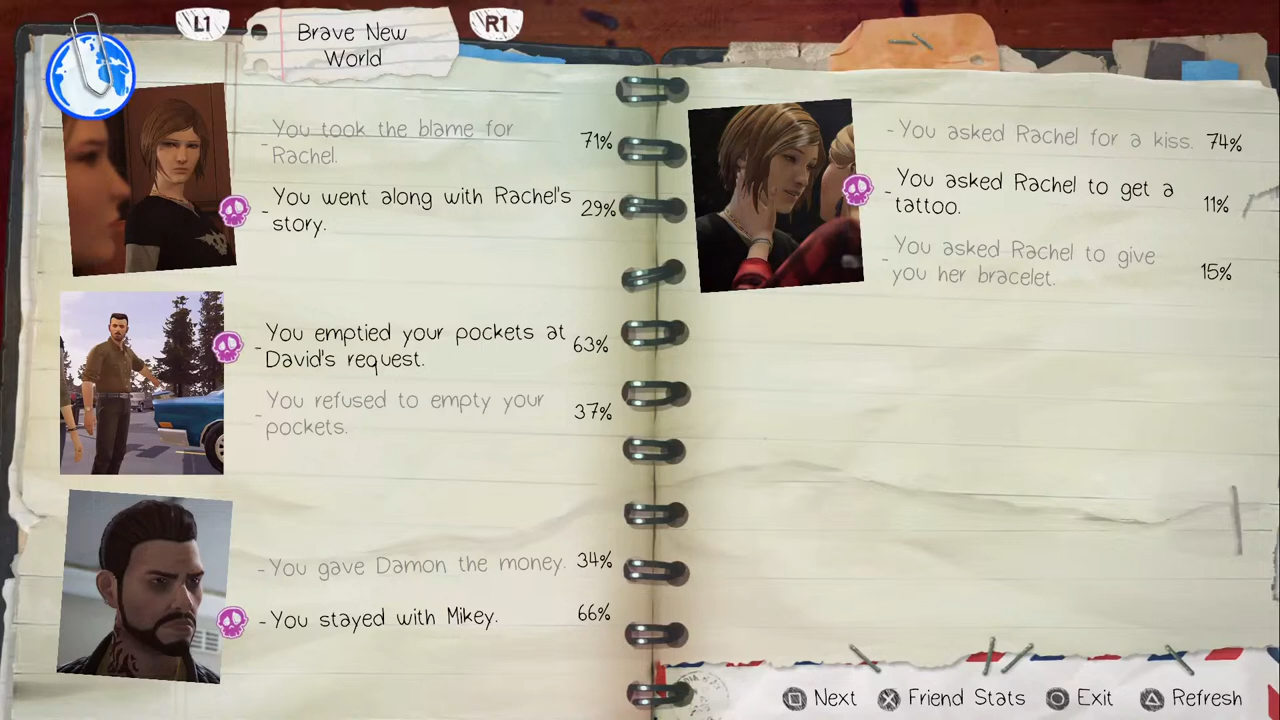 L1
Brave New
World
R1
- You took the blame for
Rachel.
71%
- You went along with Rachel's
story.
29%
- You emptied your pockets at
David's request.
63%
- You refused to empty your
pockets.
37%
- You gave Damon the money.
34%
- You stayed with Mikey.
66%
- You asked Rachel for a kiss.
74%
- You asked Rachel to get a
tattoo.
11%
- You asked Rachel to give
you her bracelet.
15%
Next
Friend Stats
Exit
Refresh